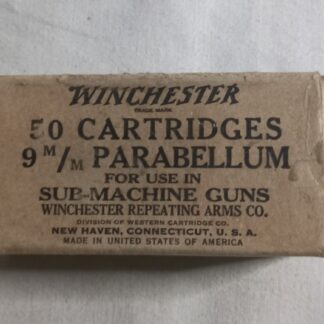 WINCHESTER
TRADE MARK
50 CARTRIDGES
9 M/M PARABELLUM
FOR USE IN
SUB-MACHINE GUNS
WINCHESTER REPEATING ARMS CO.
DIVISION OF WESTERN CARTRIDGE CO.
NEW HAVEN, CONNECTICUT, U. S. A.
MADE IN UNITED STATES OF AMERICA